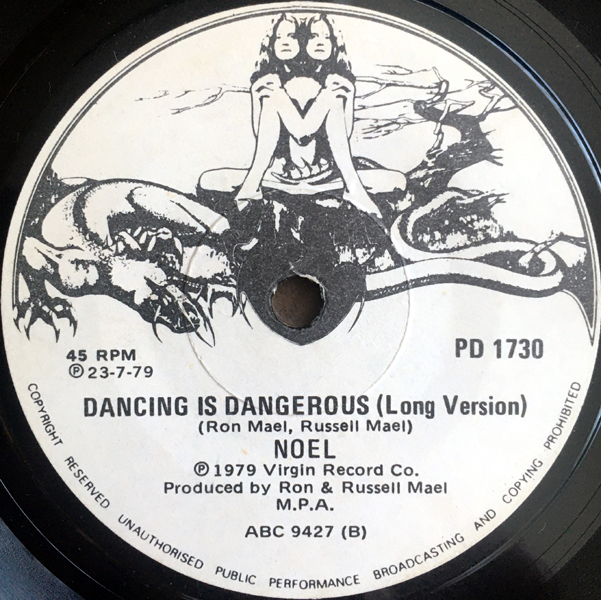 45 RPM
Ⓟ 23-7-79
PD 1730
DANCING IS DANGEROUS (Long Version)
(Ron Mael, Russell Mael)
NOEL
Ⓟ 1979 Virgin Record Co.
Produced by Ron & Russell Mael
M.P.A.
ABC 9427 (B)
COPYRIGHT RESERVED UNAUTHORISED PUBLIC PERFORMANCE BROADCASTING AND COPYING PROHIBITED